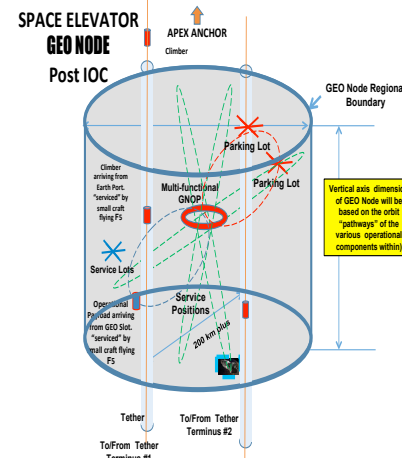 SPACE ELEVATOR
GEO NODE
Post IOC
APEX ANCHOR
Climber
GEO Node Regional
Boundary
Parking Lot
Parking Lot
Climber
arriving from
Earth Port.
"serviced" by
small craft
flying F5
Multi-functional
GNOP
Vertical axis
of GEO Node will be
based on the orbit
"pathways" of the
various operational
components within)
Service Lots
Operational
Payload arriving
from GEO Slot.
"serviced" by
small craft flying
F5
Service
Positions
200 km plus
Tether
To/From Tether
Terminus #1
To/From Tether
Terminus #2